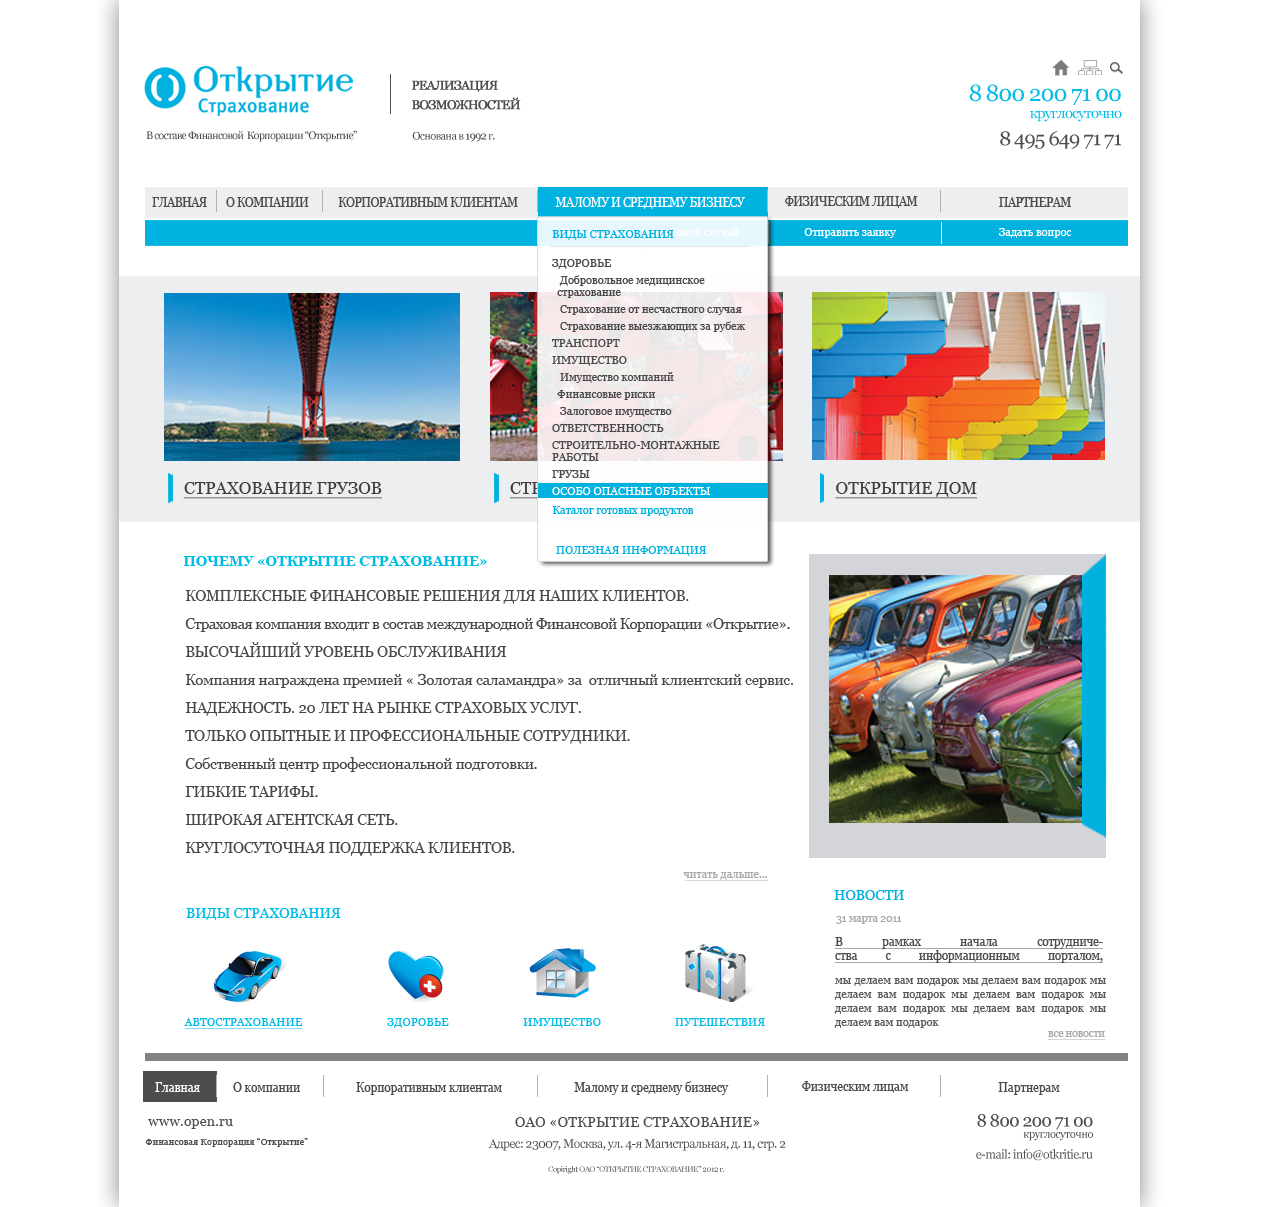 Открытие
Страхование
В составе Финансовой Корпорации “Открытие”
РЕАЛИЗАЦИЯ
ВОЗМОЖНОСТЕЙ
Основана в 1992 г.
8 800 200 71 00
круглосуточно
8 495 649 71 71
ГЛАВНАЯ
О КОМПАНИИ
КОРПОРАТИВНЫМ КЛИЕНТАМ
МАЛОМУ И СРЕДНЕМУ БИЗНЕСУ
ФИЗИЧЕСКИМ ЛИЦАМ
ПАРТНЕРАМ
случай
Отправить заявку
Задать вопрос
ВИДЫ СТРАХОВАНИЯ
ЗДОРОВЬЕ
Добровольное медицинское
страхование
Страхование от несчастного случая
Страхование выезжающих за рубеж
ТРАНСПОРТ
ИМУЩЕСТВО
Имущество компаний
Финансовые риски
Залоговое имущество
ОТВЕТСТВЕННОСТЬ
СТРОИТЕЛЬНО-МОНТАЖНЫЕ
РАБОТЫ
ГРУЗЫ
ОСОБО ОПАСНЫЕ ОБЪЕКТЫ
Каталог готовых продуктов
ПОЛЕЗНАЯ ИНФОРМАЦИЯ
СТРАХОВАНИЕ ГРУЗОВ
ОТКРЫТИЕ ДОМ
ПОЧЕМУ «ОТКРЫТИЕ СТРАХОВАНИЕ»
КОМПЛЕКСНЫЕ ФИНАНСОВЫЕ РЕШЕНИЯ ДЛЯ НАШИХ КЛИЕНТОВ.
Страховая компания входит в состав международной Финансовой Корпорации «Открытие».
ВЫСОЧАЙШИЙ УРОВЕНЬ ОБСЛУЖИВАНИЯ
Компания награждена премией « Золотая саламандра» за отличный клиентский сервис.
НАДЕЖНОСТЬ. 20 ЛЕТ НА РЫНКЕ СТРАХОВЫХ УСЛУГ.
ТОЛЬКО ОПЫТНЫЕ И ПРОФЕССИОНАЛЬНЫЕ СОТРУДНИКИ.
Собственный центр профессиональной подготовки.
ГИБКИЕ ТАРИФЫ.
ШИРОКАЯ АГЕНТСКАЯ СЕТЬ.
КРУГЛОСУТОЧНАЯ ПОДДЕРЖКА КЛИЕНТОВ.
читать дальше...
ВИДЫ СТРАХОВАНИЯ
АВТОСТРАХОВАНИЕ
ЗДОРОВЬЕ
ИМУЩЕСТВО
ПУТЕШЕСТВИЯ
НОВОСТИ
31 марта 2011
В рамках начала сотрудниче-
ства с информационным порталом,
мы делаем вам подарок мы делаем вам подарок мы
делаем вам подарок мы делаем вам подарок мы
делаем вам подарок мы делаем вам подарок мы
делаем вам подарок
все новости
Главная
О компании
Корпоративным клиентам
Малому и среднему бизнесу
Физическим лицам
Партнерам
www.open.ru
Финансовая Корпорация “Открытие”
ОАО «ОТКРЫТИЕ СТРАХОВАНИЕ»
Адрес: 23007, Москва, ул. 4-я Магистральная, д. 11, стр. 2
Copiright ОАО “ОТКРЫТИЕ СТРАХОВАНИЕ” 2012 г.
8 800 200 71 00
круглосуточно
e-mail: info@otkritie.ru